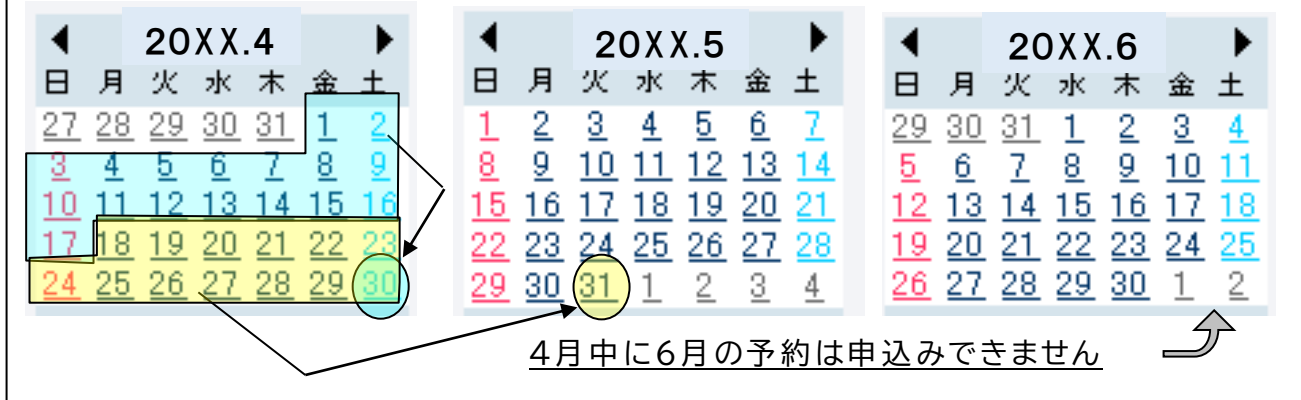 20XX.4
日 月 火 水 木 金 土
27 28 29 30 31 1 2
3 4 5 6 7 8 9
10 11 12 13 14 15 16
17 18 19 20 21 22 23
24 25 26 27 28 29 30
20XX.5
日 月 火 水 木 金 土
1 2 3 4 5 6 7
8 9 10 11 12 13 14
15 16 17 18 19 20 21
22 23 24 25 26 27 28
29 30 31 1 2 3 4
20XX.6
日 月 火 水 木 金 土
29 30 31 1 2 3 4
5 6 7 8 9 10 11
12 13 14 15 16 17 18
19 20 21 22 23 24 25
26 27 28 29 30 1 2
4月中に6月の予約は申込みできません